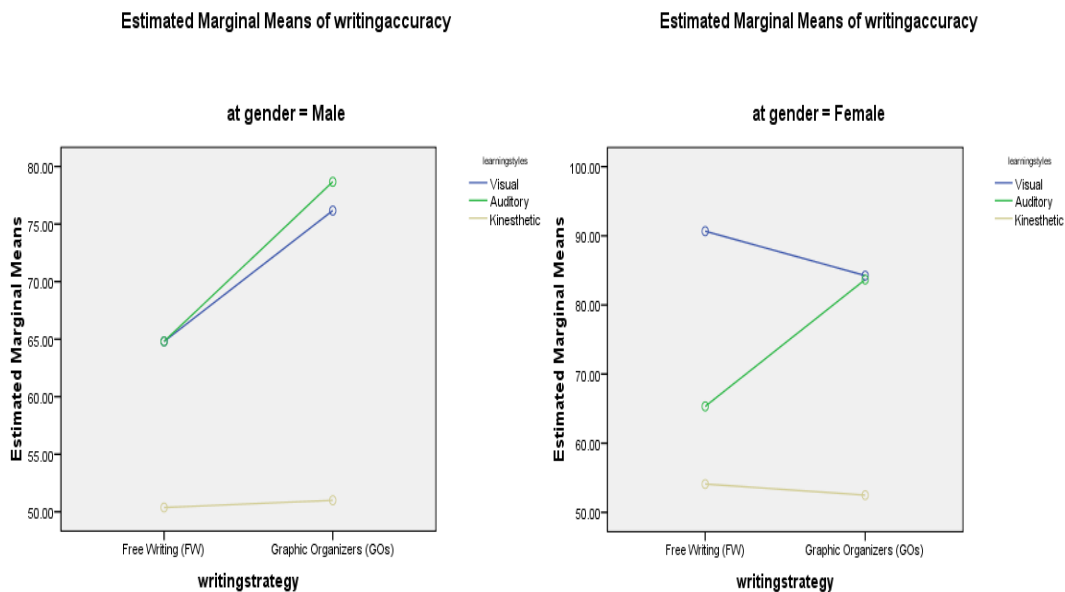 Estimated Marginal Means of writingaccuracy
at gender = Male
Estimated Marginal Means
80.00
75.00
70.00
65.00
60.00
55.00
50.00
Free Writing (FW)
Graphic Organizers (GOs)
writingstrategy
learningstyles
Visual
Auditory
Kinesthetic
Estimated Marginal Means of writingaccuracy
at gender = Female
Estimated Marginal Means
100.00
90.00
80.00
70.00
60.00
50.00
Free Writing (FW)
Graphic Organizers (GOs)
writingstrategy
learningstyles
Visual
Auditory
Kinesthetic